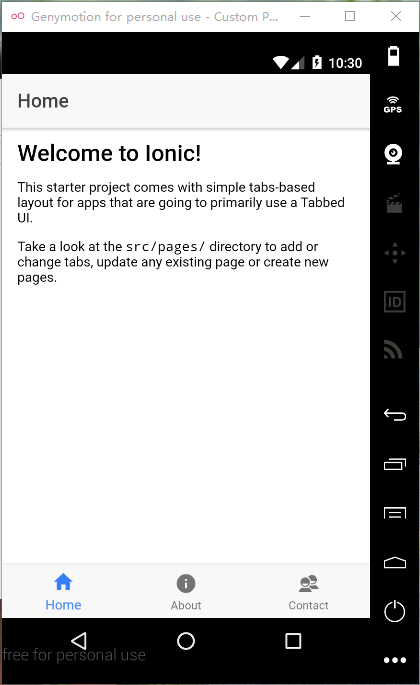 Genymotion for personal use - Custom P...
10:30
GPS
Home
Welcome to Ionic!
This starter project comes with simple tabs-based
layout for apps that are going to primarily use a Tabbed
UI.
Take a look at the src/pages/ directory to add or
change tabs, update any existing page or create new
pages.
ID
Home
About
Contact
free for personal use